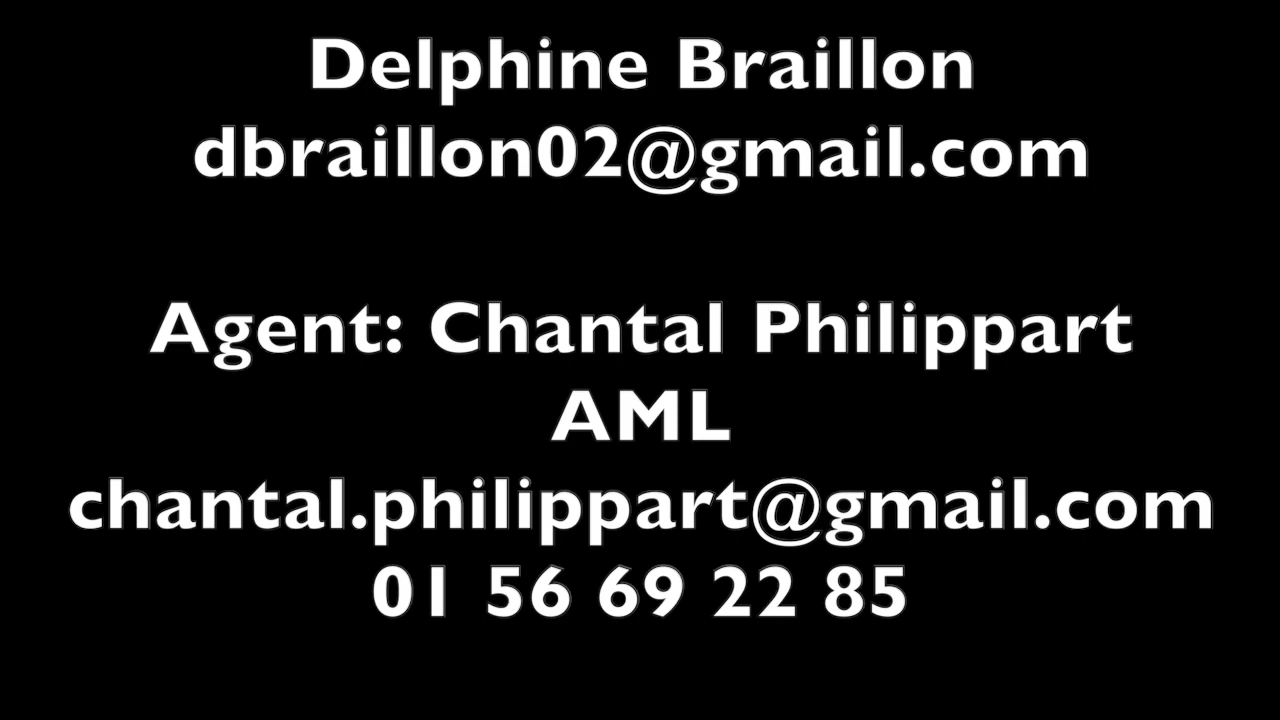 Delphine Braillon
dbraillon02@gmail.com
Agent: Chantal Philippart
AML
chantal.philippart@gmail.com
01 56 69 22 85